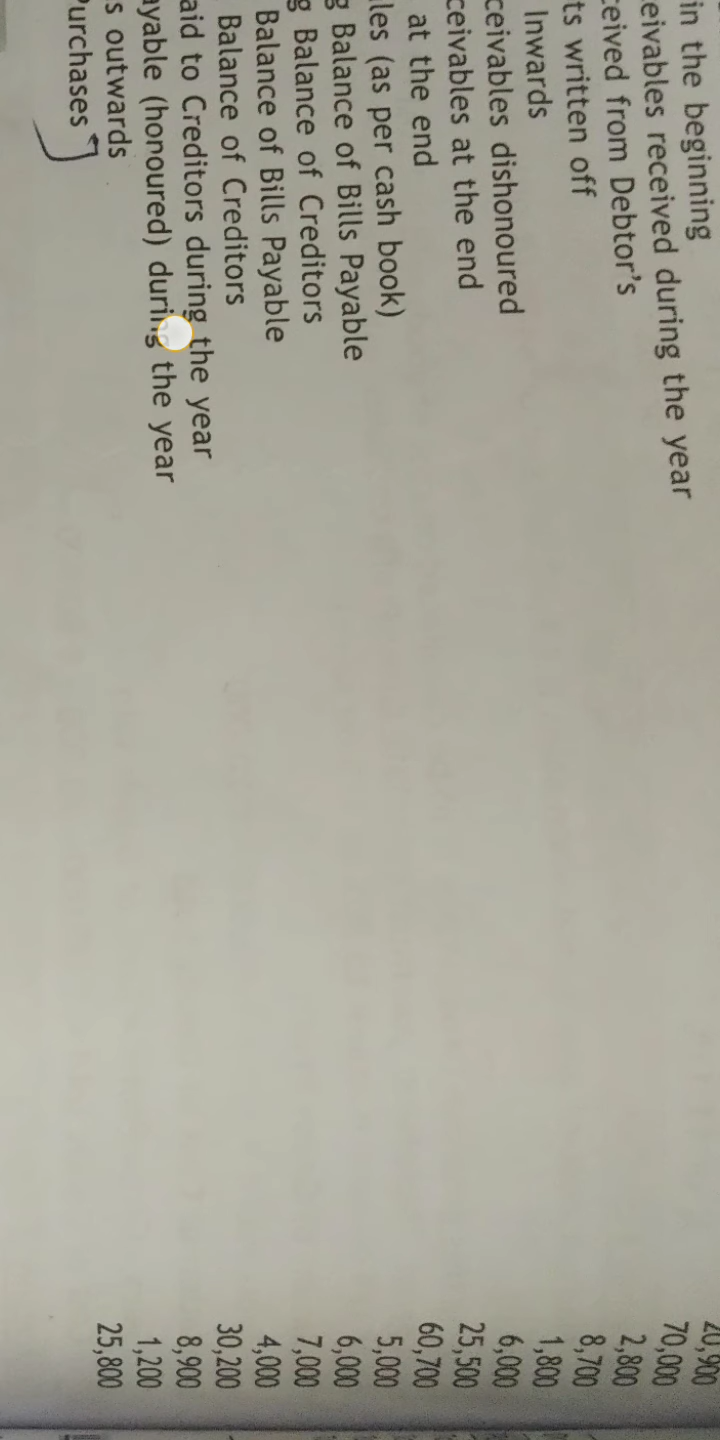 in the beginning
eivables received during the year 20,900
ceived from Debtor's 70,000
ts written off 2,800
Inwards 8,700
ceivables dishonoured 1,800
ceivables at the end 6,000
at the end 25,500
les (as per cash book) 60,700
g Balance of Bills Payable 5,000
g Balance of Creditors 6,000
Balance of Bills Payable 7,000
Balance of Creditors 4,000
aid to Creditors during the year 30,200
ayable (honoured) during the year 8,900
s outwards 1,200
Purchases 25,800